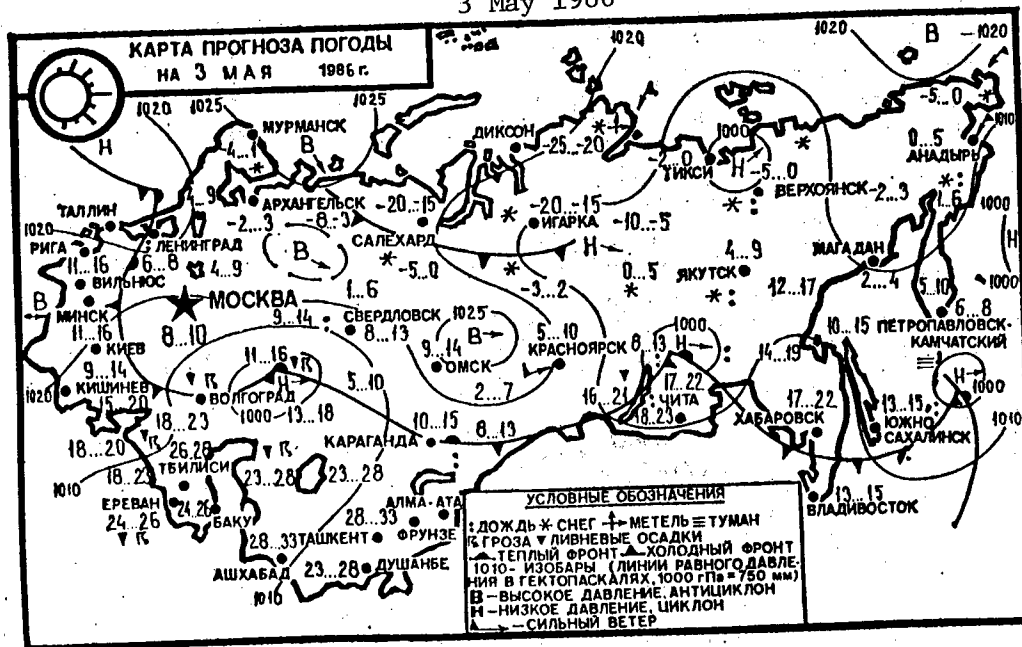 3 May 1986
КАРТА ПРОГНОЗА ПОГОДЫ
НА 3 МАЯ 1986 г.
1020
1020
В
-1020
1020
1025
1025
Н
МУРМАНСК
-4...1
В
ДИКСОН
-25...-20
-5...0
1010
0...5
АНАДЫРЬ
1000
-2...0
ТИКСИ
Н
-5...0
ВЕРХОЯНСК
-2...3
1...6
АРХАНГЕЛЬСК
-2...3
-8...-3
-20...-15
САЛЕХАРД
-20...-15
ИГАРКА
-10...-5
1000
ТАЛЛИН
1020
ЛЕНИНГРАД
РИГА
11...16
6...8
4...9
В
-5...0
Н
0...5
4...9
ЯКУТСК
МАГАДАН
2...4
Н
ВИЛЬНЮС
МОСКВА
1...6
-3...2
12...17
5...10
1000
В
МИНСК
8...10
9...14
СВЕРДЛОВСК
8...13
1025
В
9...14
ОМСК
5...10
КРАСНОЯРСК
8...13
1000
Н
10...15
6...8
ПЕТРОПАВЛОВСК-
КАМЧАТСКИЙ
11...16
КИЕВ
11...16
14...19
9...14
КИШИНЕВ
1020
15...20
ВОЛГОГРАД
Н
5...10
2...7
16...21
17...22
ЧИТА
18...23
17...22
ХАБАРОВСК
13...15
ЮЖНО
САХАЛИНСК
Н
1000
1010
18...23
1000
13...18
10...15
КАРАГАНДА
8...13
18...20
26...28
ТБИЛИСИ
23...28
23...28
1010
ЕРЕВАН
24...26
24...26
БАКУ
АЛМА-АТА
28...33
ФРУНЗЕ
28...33
ТАШКЕНТ
АШХАБАД
23...28
ДУШАНБЕ
1010
13...15
ВЛАДИВОСТОК
УСЛОВНЫЕ ОБОЗНАЧЕНИЯ
ДОЖДЬ СНЕГ МЕТЕЛЬ ТУМАН
ГРОЗА ЛИВНЕВЫЕ ОСАДКИ
ТЕПЛЫЙ ФРОНТ ХОЛОДНЫЙ ФРОНТ
1010- ИЗОБАРЫ (ЛИНИИ РАВНОГО ДАВЛЕ-
НИЯ В ГЕКТОПАСКАЛЯХ, 1000 гПа = 750 мм)
В-ВЫСОКОЕ ДАВЛЕНИЕ, АНТИЦИКЛОН
Н-НИЗКОЕ ДАВЛЕНИЕ, ЦИКЛОН
-СИЛЬНЫЙ ВЕТЕР